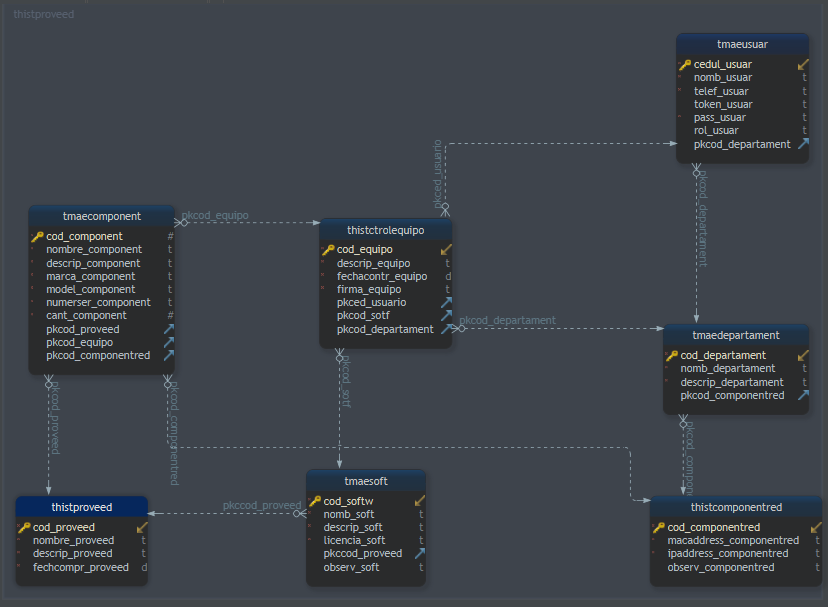 thistproveed
tmaeusuar
cedul_usuar
nomb_usuar t
telef_usuar t
token_usuar t
pass_usuar t
rol_usuar t
pkcod_departament
pkced_usuario
pkcod_departament
tmaecomponent
cod_component #
nombre_component t
descrip_component t
marca_component t
model_component t
numerser_component t
cant_component #
pkcod_proveed
pkcod_equipo
pkcod_componentred
pkcod_equipo
thistctrolequipo
cod_equipo
descrip_equipo t
fechacontr_equipo d
firma_equipo t
pkced_usuario
pkcod_sotf
pkcod_departament
pkcod_departament
tmaedepartament
cod_departament
nomb_departament t
descrip_departament t
pkcod_componentred
pkcod_proveed
pkcod_componentred
pkcod_sotf
pkcod_compone
thistproveed
cod_proveed
nombre_proveed t
descrip_proveed t
fechcompr_proveed d
pkccod_proveed
tmaesoft
cod_softw
nomb_soft t
descrip_soft t
licencia_soft t
pkccod_proveed
observ_soft t
thistcomponentred
cod_componentred
macaddress_componentred t
ipaddress_componentred t
observ_componentred t